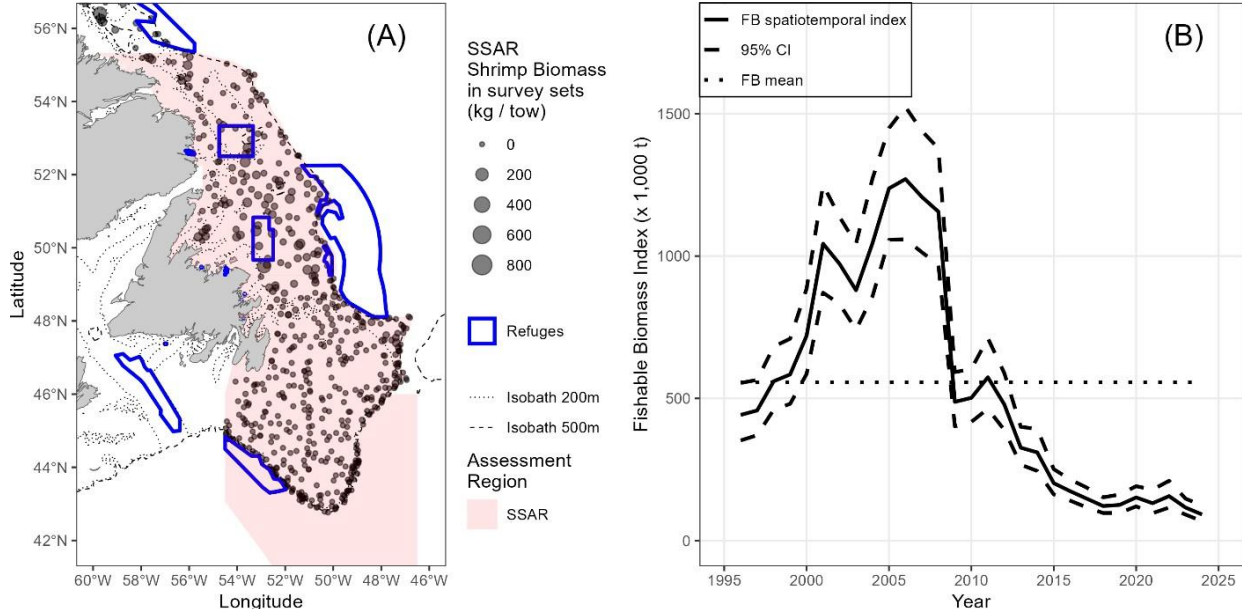 (A)
56°N
54°N
52°N
50°N
48°N
46°N
44°N
42°N
Latitude
60°W
58°W
56°W
54°W
52°W
50°W
48°W
46°W
Longitude
SSAR
Shrimp Biomass
in survey sets
(kg / tow)
0
200
400
600
800
Refuges
Isobath 200m
Isobath 500m
Assessment
Region
SSAR
(B)
FB spatiotemporal index
95% CI
FB mean
Fishable Biomass Index (x 1,000 t)
1500
1000
500
0
1995
2000
2005
2010
2015
2020
2025
Year